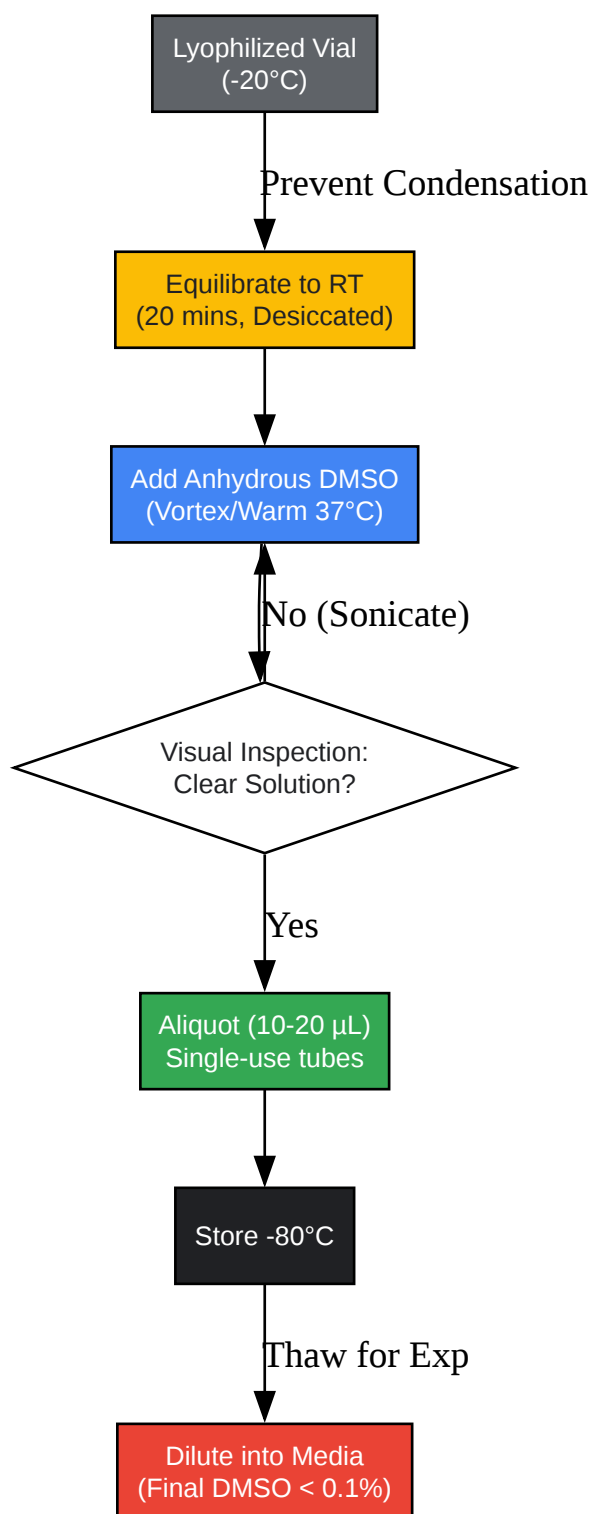 Lyophilized Vial
(-20°C)
Prevent Condensation
Equilibrate to RT
(20 mins, Desiccated)
Add Anhydrous DMSO
(Vortex/Warm 37°C)
No (Sonicate)
Visual Inspection:
Clear Solution?
Yes
Aliquot (10-20 µL)
Single-use tubes
Store -80°C
Thaw for Exp
Dilute into Media
(Final DMSO < 0.1%)